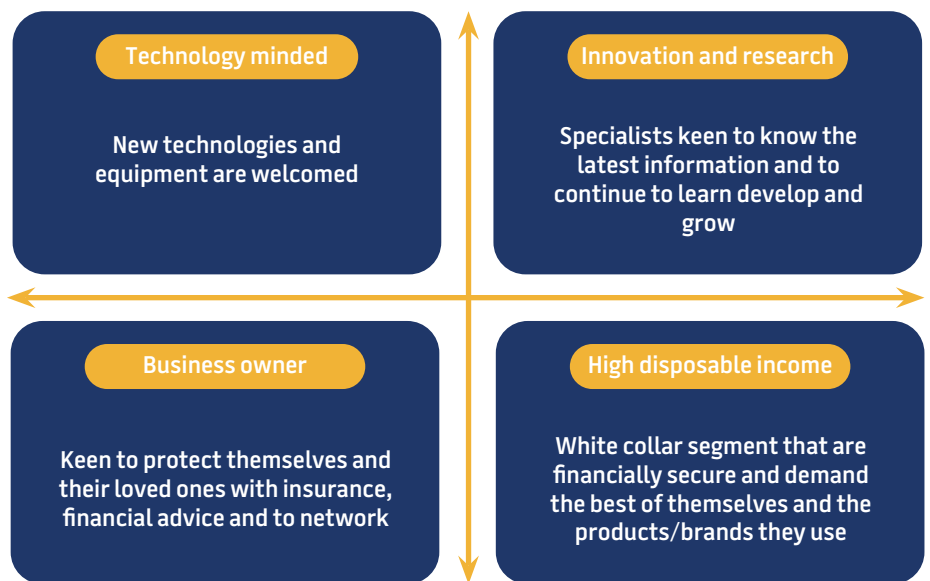 Technology minded
New technologies and
equipment are welcomed
Innovation and research
Specialists keen to know the
latest information and to
continue to learn develop and
grow
Business owner
Keen to protect themselves and
their loved ones with insurance,
financial advice and to network
High disposable income
White collar segment that are
financially secure and demand
the best of themselves and the
products/brands they use